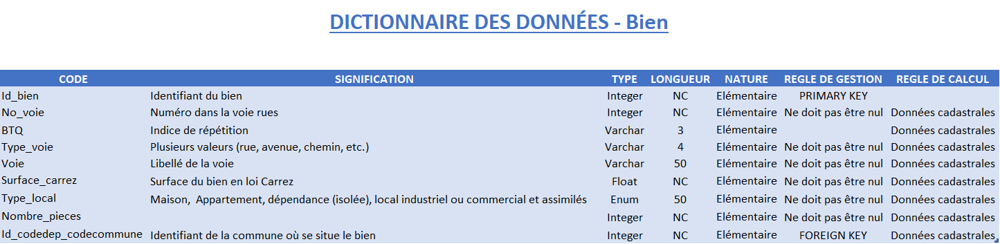 DICTIONNAIRE DES DONNÉES - Bien
CODE SIGNIFICATION TYPE LONGUEUR NATURE REGLE DE GESTION REGLE DE CALCUL
Id_bien Identifiant du bien Integer NC Elémentaire PRIMARY KEY
No_voie Numéro dans la voie rues Integer NC Elémentaire Ne doit pas être nul Données cadastrales
BTQ Indice de répétition Varchar 3 Elémentaire Données cadastrales
Type_voie Plusieurs valeurs (rue, avenue, chemin, etc.) Varchar 4 Elémentaire Ne doit pas être nul Données cadastrales
Voie Libellé de la voie Varchar 50 Elémentaire Ne doit pas être nul Données cadastrales
Surface_carrez Surface du bien en loi Carrez Float NC Elémentaire Ne doit pas être nul Données cadastrales
Type_local Maison, Appartement, dépendance (isolée), local industriel ou commercial et assimilés Enum 50 Elémentaire Ne doit pas être nul Données cadastrales
Nombre_pieces Integer NC Elémentaire Ne doit pas être nul Données cadastrales
Id_codedep_codecommune Identifiant de la commune où se situe le bien Integer NC Elémentaire FOREIGN KEY Données cadastrales